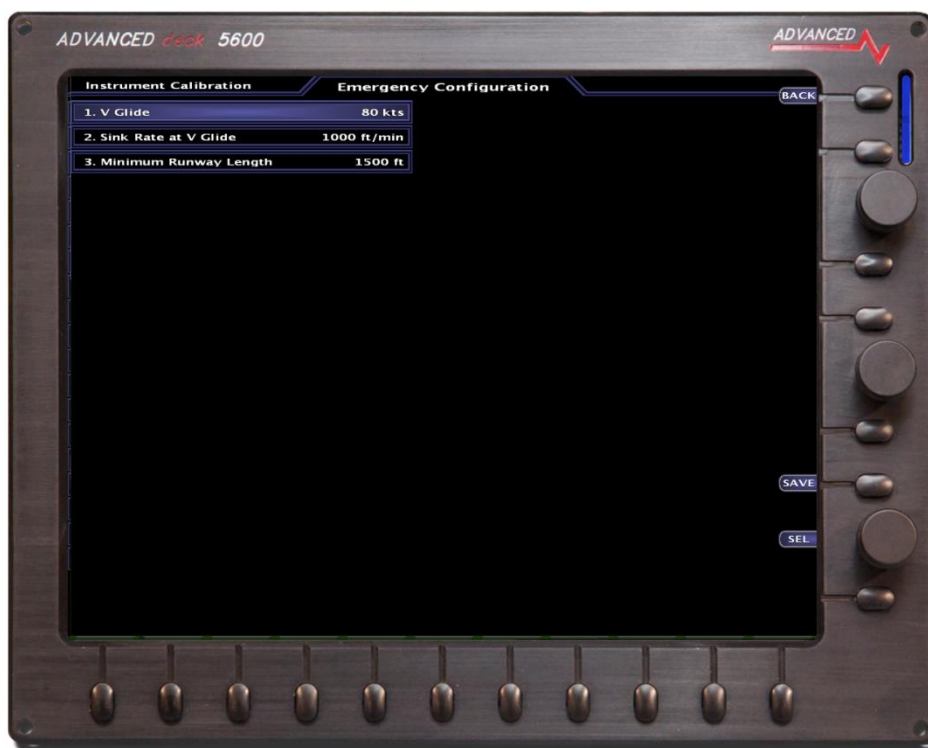 ADVANCED deck 5600
ADVANCED
Instrument Calibration
Emergency Configuration
BACK
1. V Glide 80 kts
2. Sink Rate at V Glide 1000 ft/min
3. Minimum Runway Length 1500 ft
SAVE
SEL